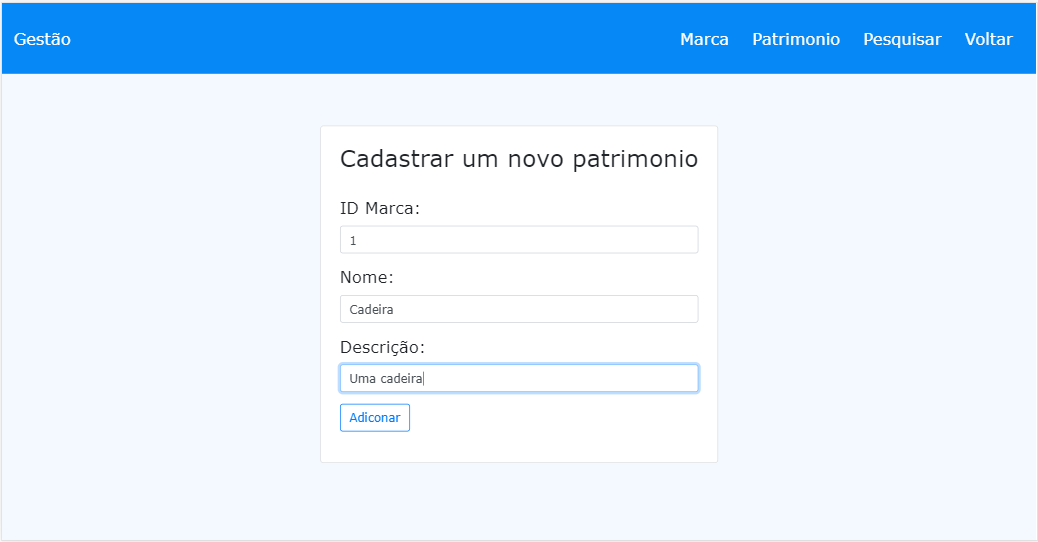 Gestão Marca Patrimonio Pesquisar Voltar
Cadastrar um novo patrimonio
ID Marca:
1
Nome:
Cadeira
Descrição:
Uma cadeira
Adiconar